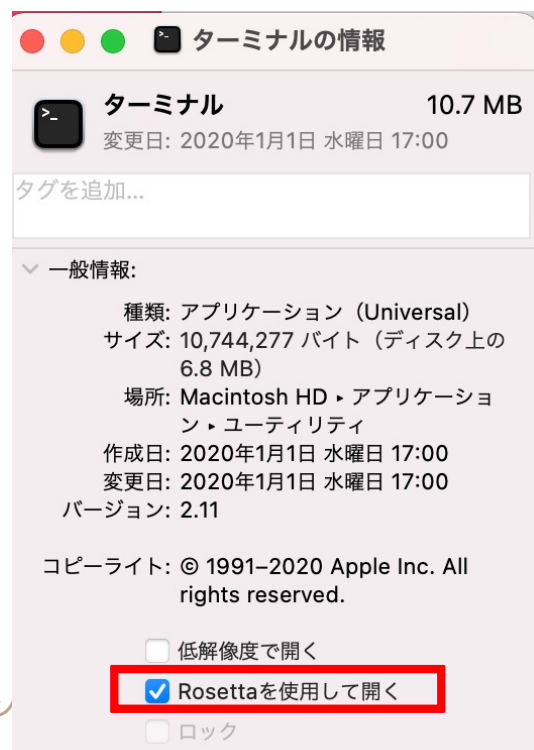 ターミナルの情報
ターミナル 10.7 MB
変更日: 2020年1月1日 水曜日 17:00
タグを追加...
一般情報:
種類: アプリケーション（Universal）
サイズ: 10,744,277 バイト（ディスク上の
6.8 MB）
場所: Macintosh HD ▸ アプリケーショ
ン ▸ ユーティリティ
作成日: 2020年1月1日 水曜日 17:00
変更日: 2020年1月1日 水曜日 17:00
バージョン: 2.11
コピーライト: © 1991–2020 Apple Inc. All
rights reserved.
低解像度で開く
Rosettaを使用して開く
ロック